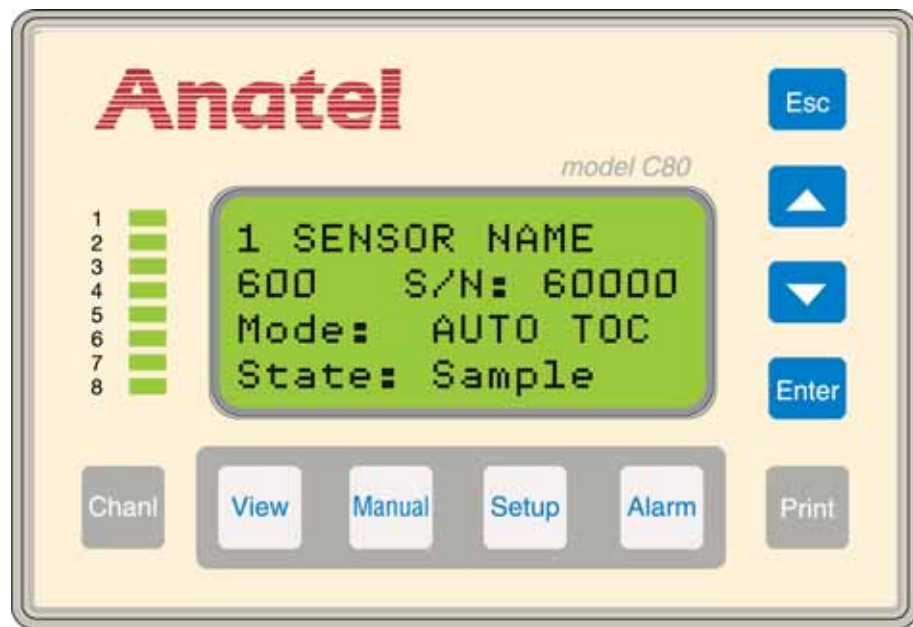 Anatel
model C80
1
2
3
4
5
6
7
8
1 SENSOR NAME
600 S/N: 60000
Mode: AUTO TOC
State: Sample
Esc
Enter
Chanl
View
Manual
Setup
Alarm
Print